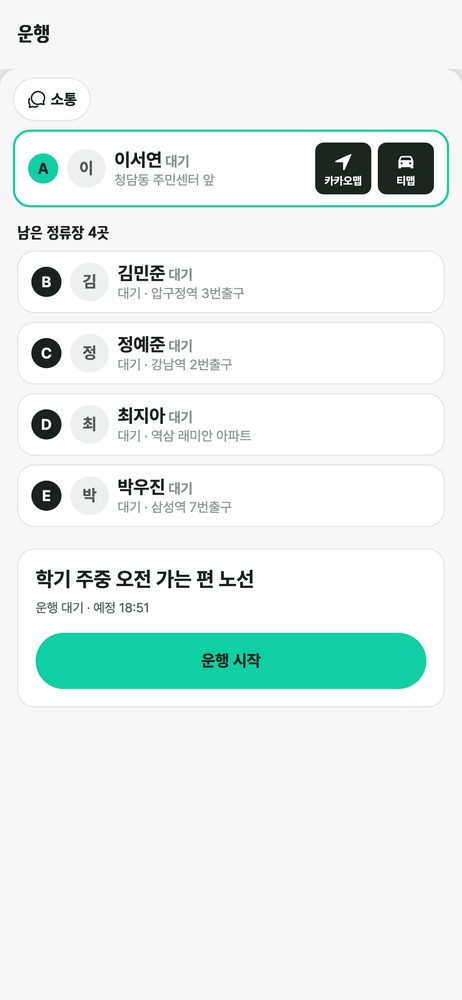 운행
소통
A 이 이서연 대기
청담동 주민센터 앞
카카오맵 티맵
남은 정류장 4곳
B 김 김민준 대기
대기 · 압구정역 3번출구
C 정 정예준 대기
대기 · 강남역 2번출구
D 최 최지아 대기
대기 · 역삼 래미안 아파트
E 박 박우진 대기
대기 · 삼성역 7번출구
학기 주중 오전 가는 편 노선
운행 대기 · 예정 18:51
운행 시작